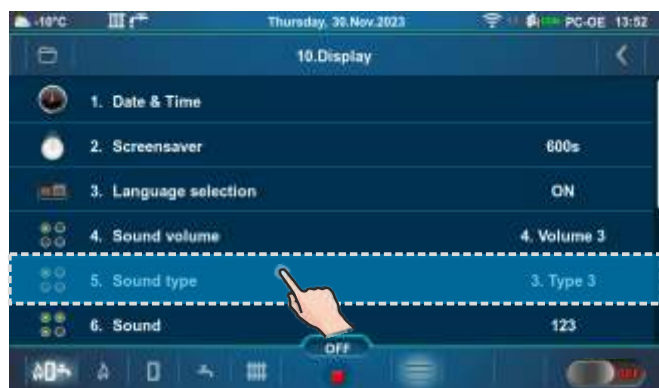 -10°C Thursday, 30.Nov.2023 PC-OE 13:52
10.Display
1. Date & Time
2. Screensaver 600s
3. Language selection ON
4. Sound volume 4. Volume 3
5. Sound type 3. Type 3
6. Sound 123
OFF
OFF